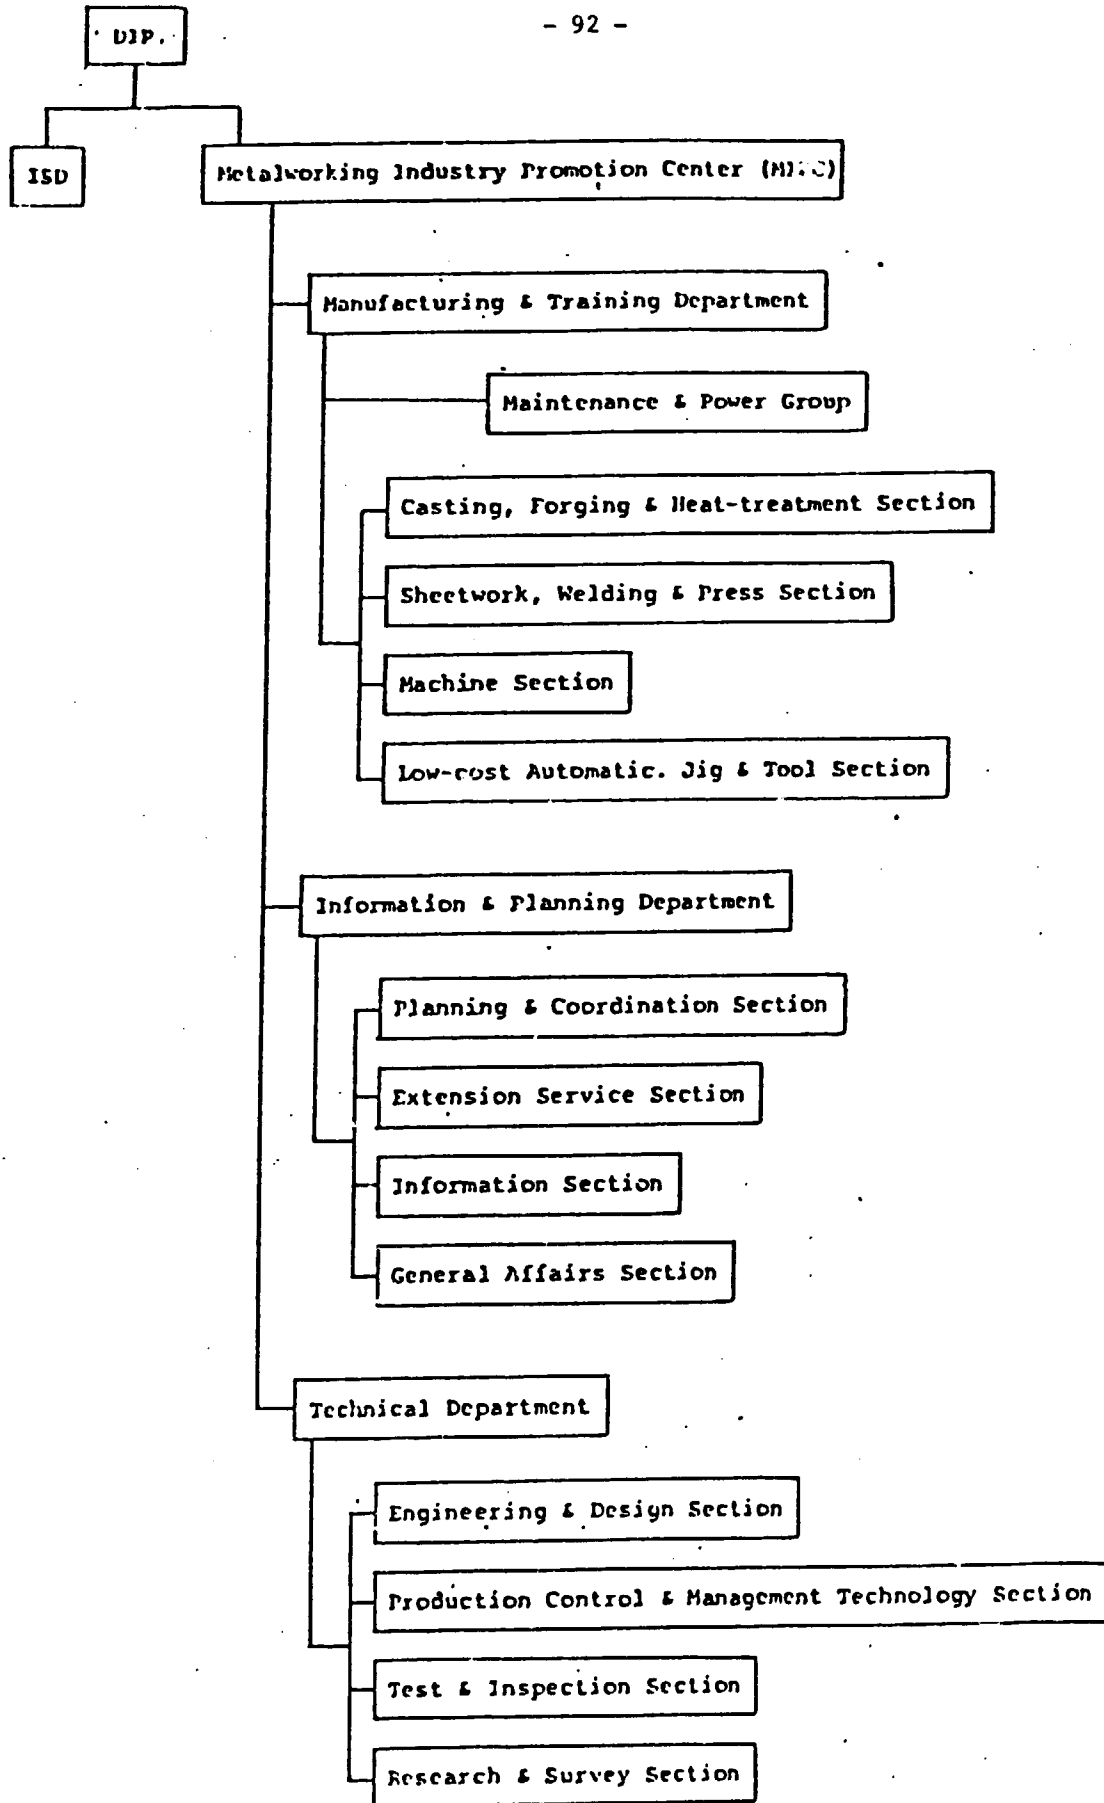 - 92 -
DIP.
ISD
Metalworking Industry Promotion Center
Manufacturing & Training Department
Maintenance & Power Group
Casting, Forging & Heat-treatment Section
Sheetwork, Welding & Press Section
Machine Section
Low-cost Automatic. Jig & Tool Section
Information & Planning Department
Planning & Coordination Section
Extension Service Section
Information Section
General Affairs Section
Technical Department
Engineering & Design Section
Production Control & Management Technology Section
Test & Inspection Section
Research & Survey Section